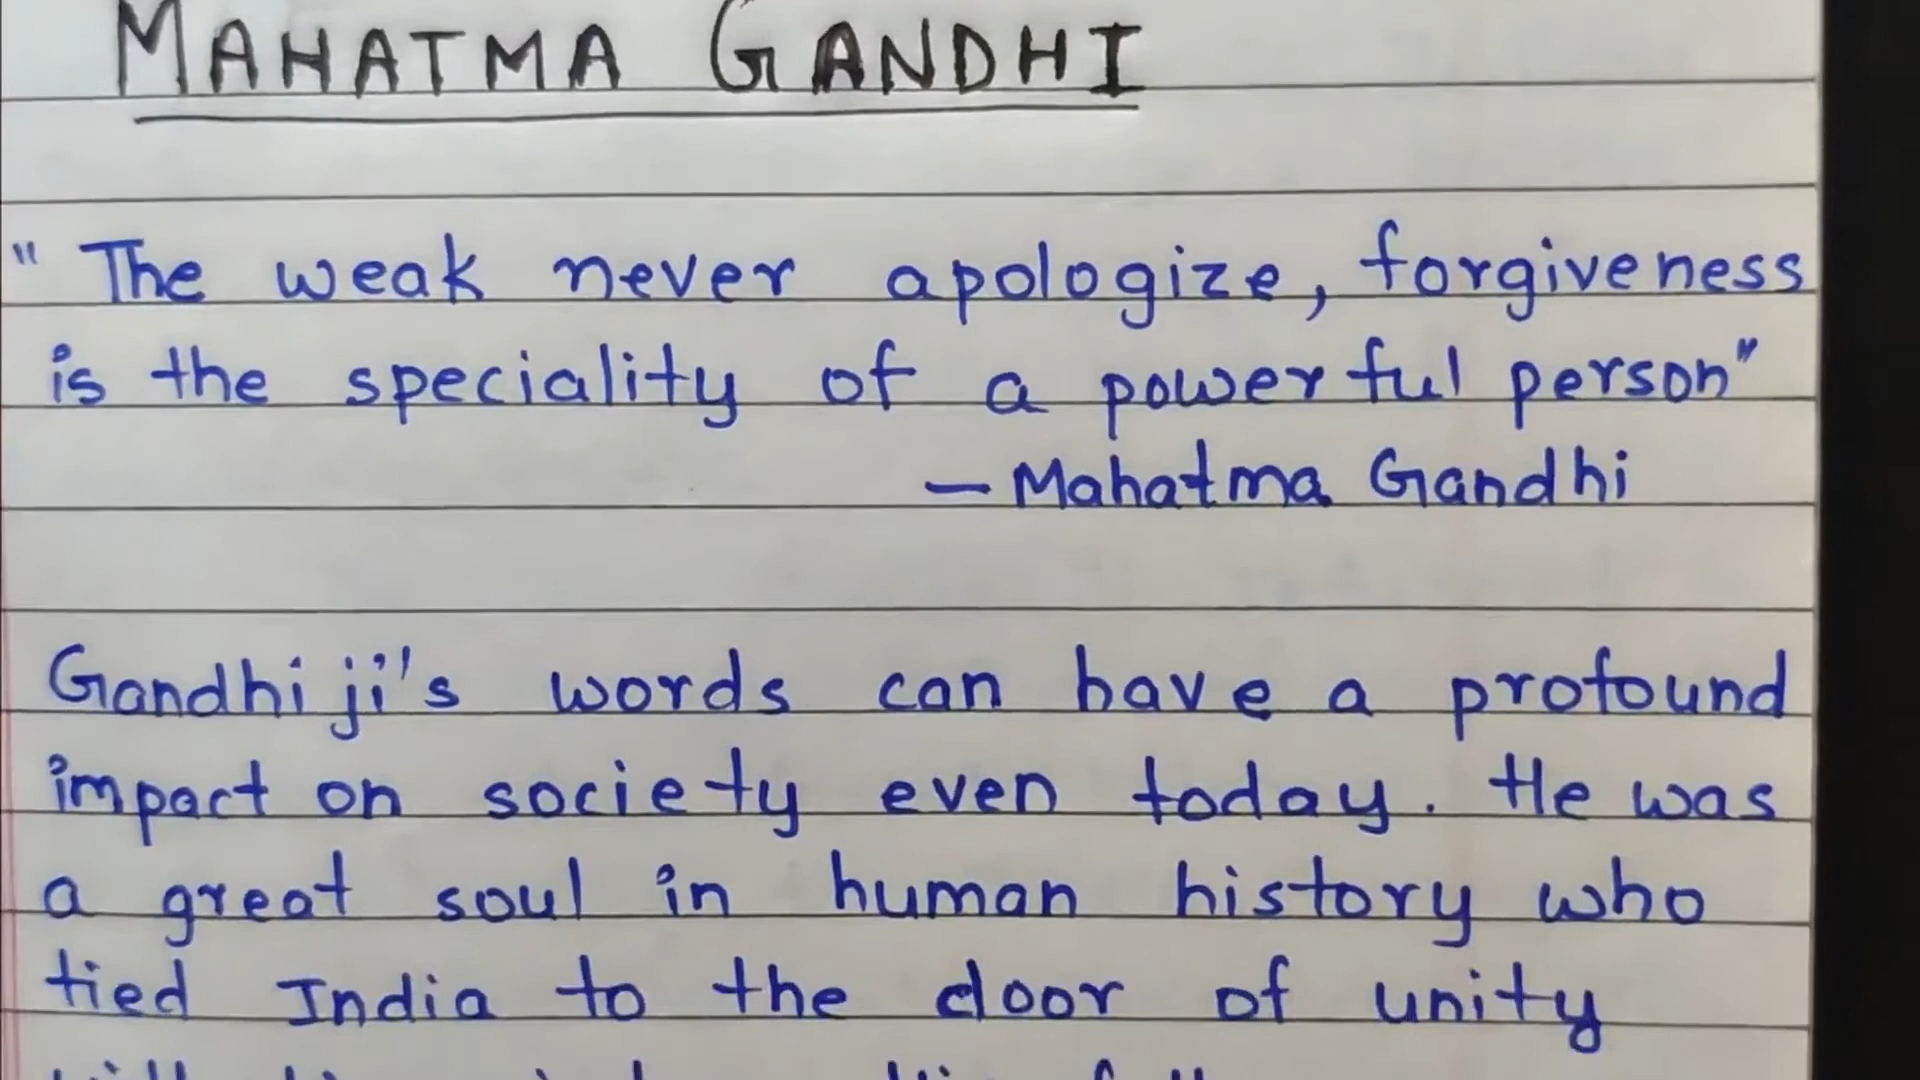 MAHATMA GANDHI
"The weak never apologize, forgiveness
is the speciality of a powerful person"
— Mahatma Gandhi
Gandhi ji's words can have a profound
impact on society even today. He was
a great soul in human history who
tied India to the door of unity